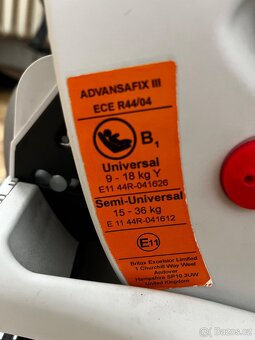 ADVANSAFIX III
ECE R44/04
B1
Universal
9 - 18 kg Y
E11 44R-041626
Semi-Universal
15 - 36 kg
E 11 44R-041612
E11
Britax Excelsior Limited
1 Churchill Way West
Andover
Hampshire SP10 3UW
United Kingdom
sbazar.cz